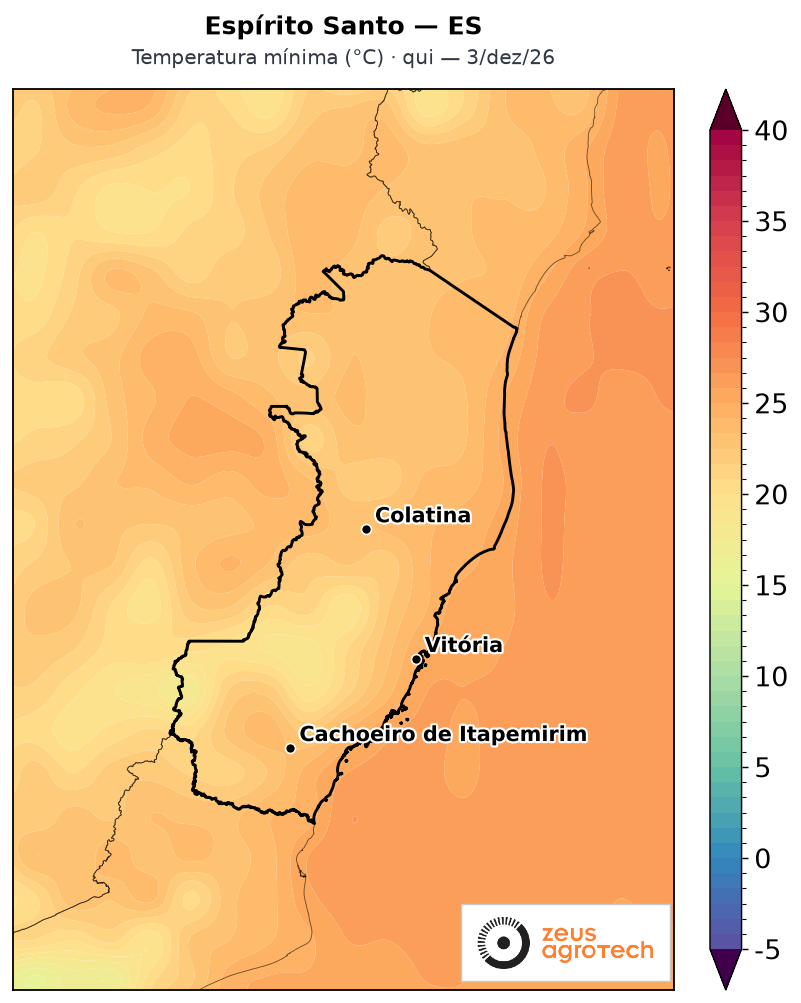 Espírito Santo — ES
Temperatura mínima (°C) · qui — 3/dez/26
40
35
30
25
20
15
10
5
0
-5
Colatina
Vitória
Cachoeiro de Itapemirim
zeus
agrotech